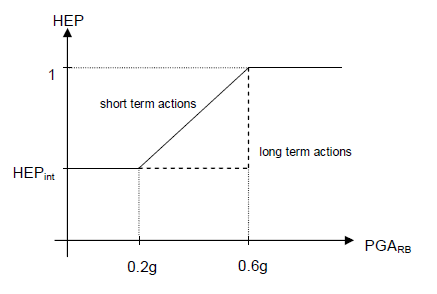 HEP
1
short term actions
long term actions
HEPint
PGARB
0.2g
0.6g